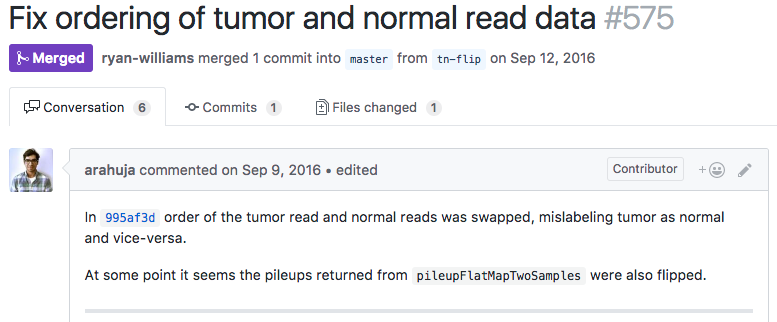 Fix ordering of tumor and normal read data #575
Merged ryan-williams merged 1 commit into master from tn-flip on Sep 12, 2016
Conversation 6 Commits 1 Files changed 1
arahuja commented on Sep 9, 2016 • edited Contributor
In 995af3d order of the tumor read and normal reads was swapped, mislabeling tumor as normal
and vice-versa.
At some point it seems the pileups returned from pileupFlatMapTwoSamples were also flipped.